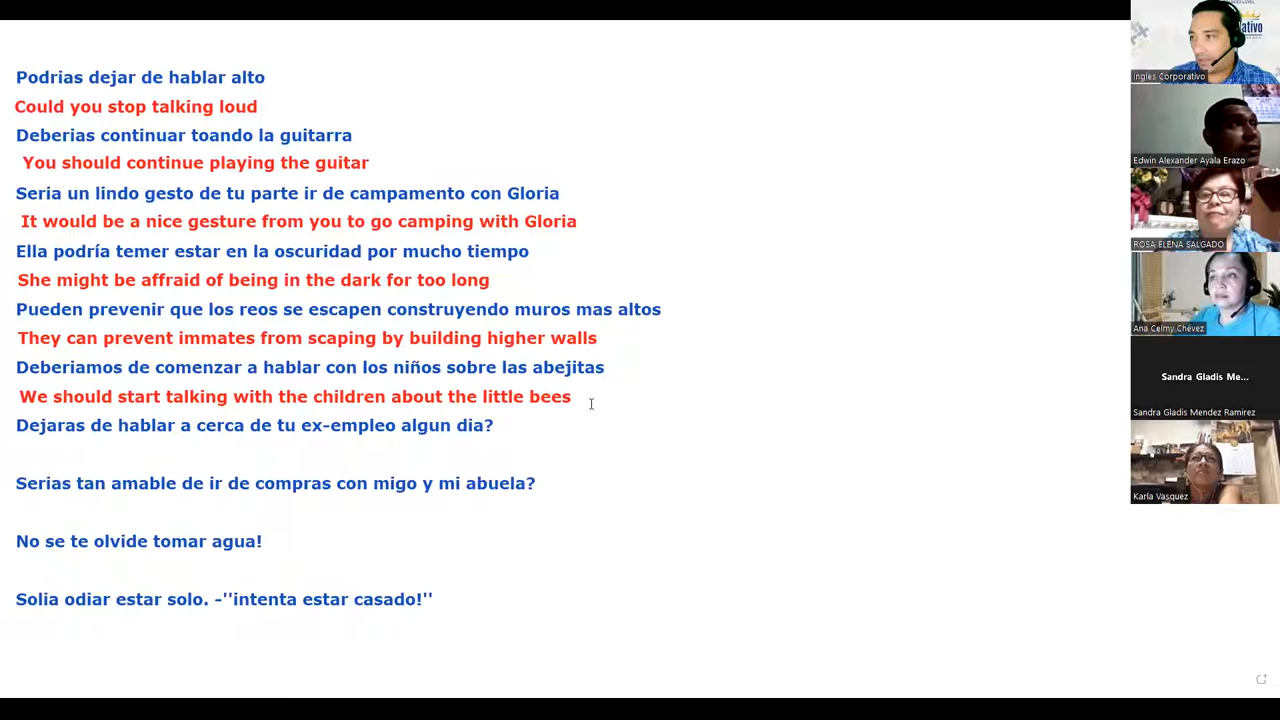 Podrias dejar de hablar alto
Could you stop talking loud
Deberias continuar toando la guitarra
You should continue playing the guitar
Seria un lindo gesto de tu parte ir de campamento con Gloria
It would be a nice gesture from you to go camping with Gloria
Ella podría temer estar en la oscuridad por mucho tiempo
She might be affraid of being in the dark for too long
Pueden prevenir que los reos se escapen construyendo muros mas altos
They can prevent immates from scaping by building higher walls
Deberiamos de comenzar a hablar con los niños sobre las abejitas
We should start talking with the children about the little bees
Dejaras de hablar a cerca de tu ex-empleo algun dia?
Serias tan amable de ir de compras con migo y mi abuela?
No se te olvide tomar agua!
Solia odiar estar solo. -''intenta estar casado!''
Ingles Corporativo
Edwin Alexander Ayala Erazo
ROSA ELENA SALGADO
Ana Celmy Chévez
Sandra Gladis Me...
Sandra Gladis Mendez Ramirez
Karla Vasquez